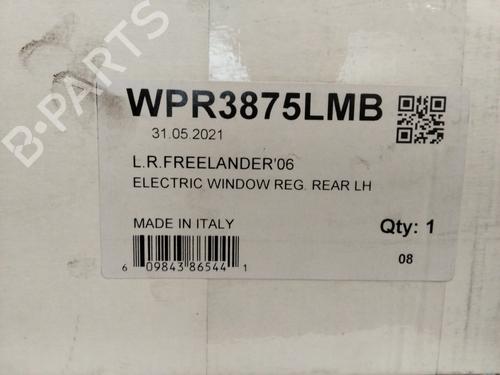 B-PARTS
WPR3875LMB
31.05.2021
L.R.FREELANDER'06
ELECTRIC WINDOW REG. REAR LH
MADE IN ITALY
Qty: 1
6 09843 86544 1
08